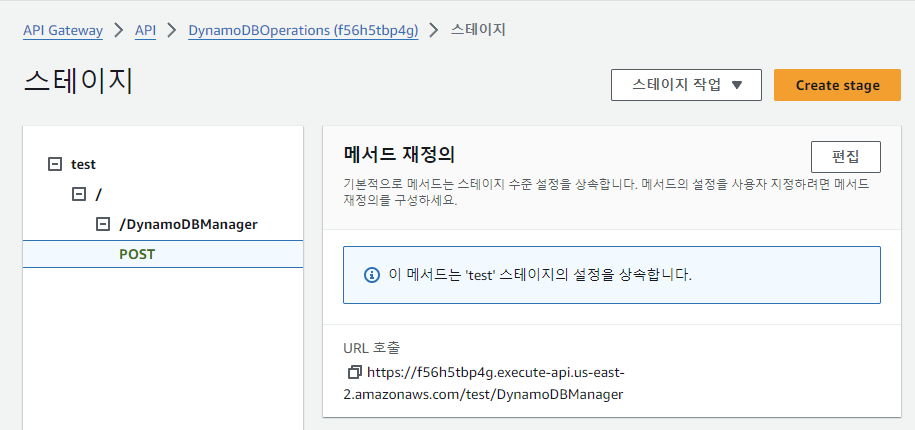 API Gateway > API > DynamoDBOperations (f56h5tbp4g) > 스테이지
스테이지
스테이지 작업 ▼
Create stage
test
/
/DynamoDBManager
POST
메서드 재정의
편집
기본적으로 메서드는 스테이지 수준 설정을 상속합니다. 메서드의 설정을 사용자 지정하려면 메서드
재정의를 구성하세요.
이 메서드는 'test' 스테이지의 설정을 상속합니다.
URL 호출
https://f56h5tbp4g.execute-api.us-east-
2.amazonaws.com/test/DynamoDBManager